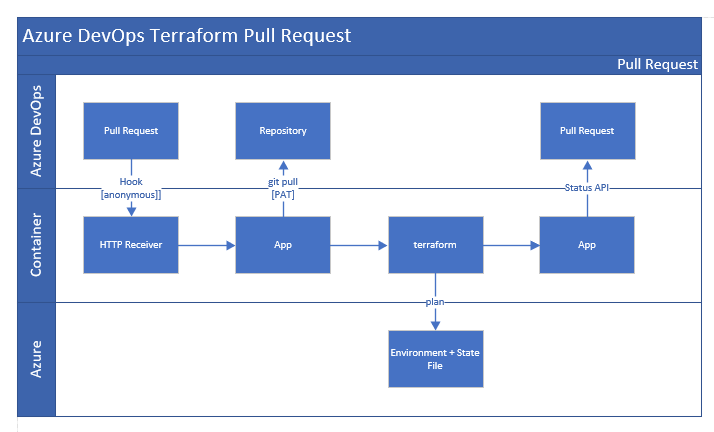 Azure DevOps Terraform Pull Request
Pull Request
Azure DevOps
Pull Request
Repository
Pull Request
Hook
[anonymous]]
git pull
[PAT]
Status API
Container
HTTP Receiver
App
terraform
App
plan
Azure
Environment + State
File